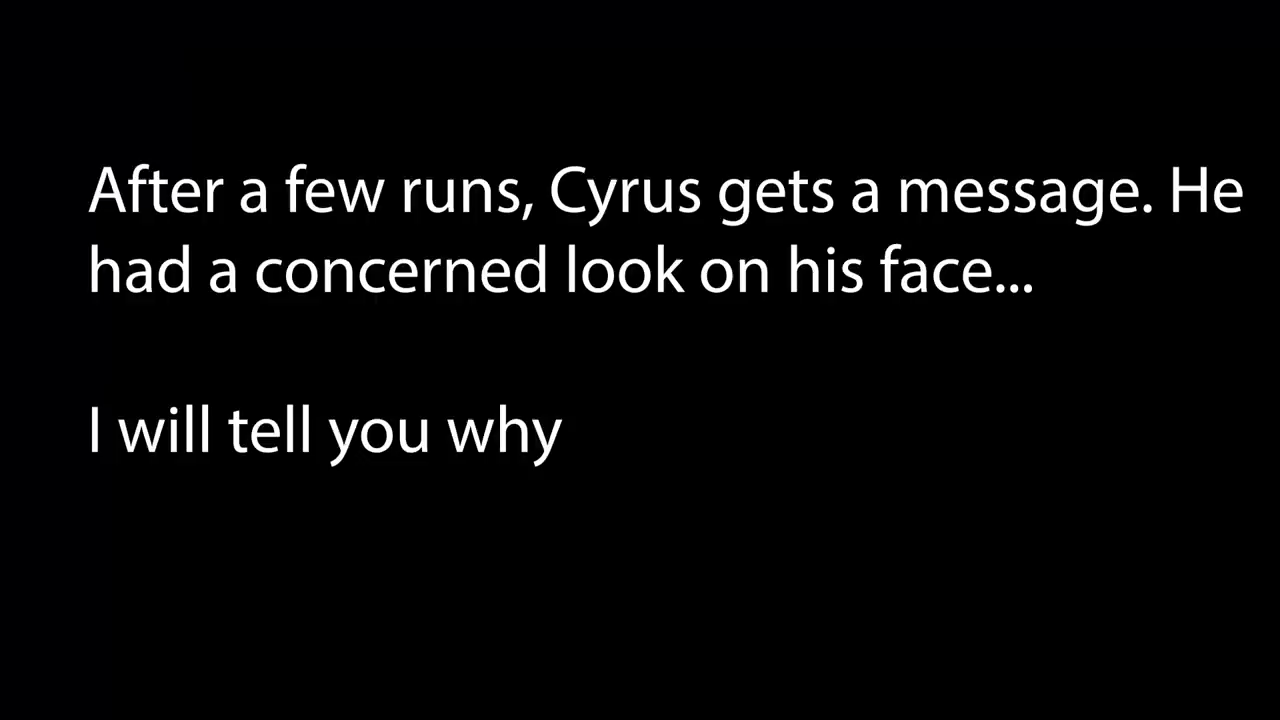 After a few runs, Cyrus gets a message. He
had a concerned look on his face...
I will tell you why